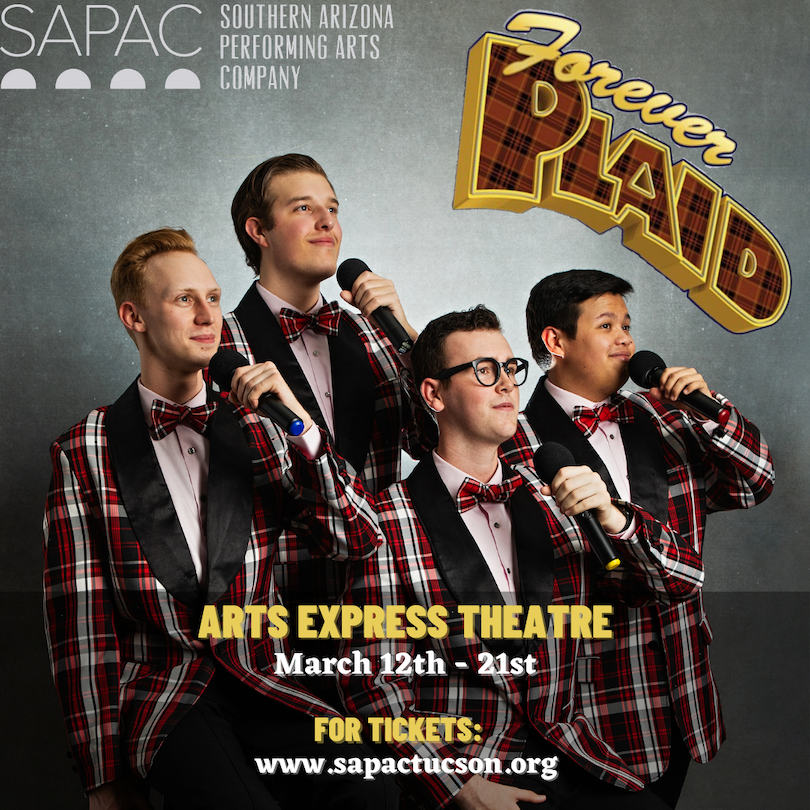 SAPAC
SOUTHERN ARIZONA
PERFORMING ARTS
COMPANY
Forever
PLAID
ARTS EXPRESS THEATRE
March 12th - 21st
FOR TICKETS:
www.sapactucson.org